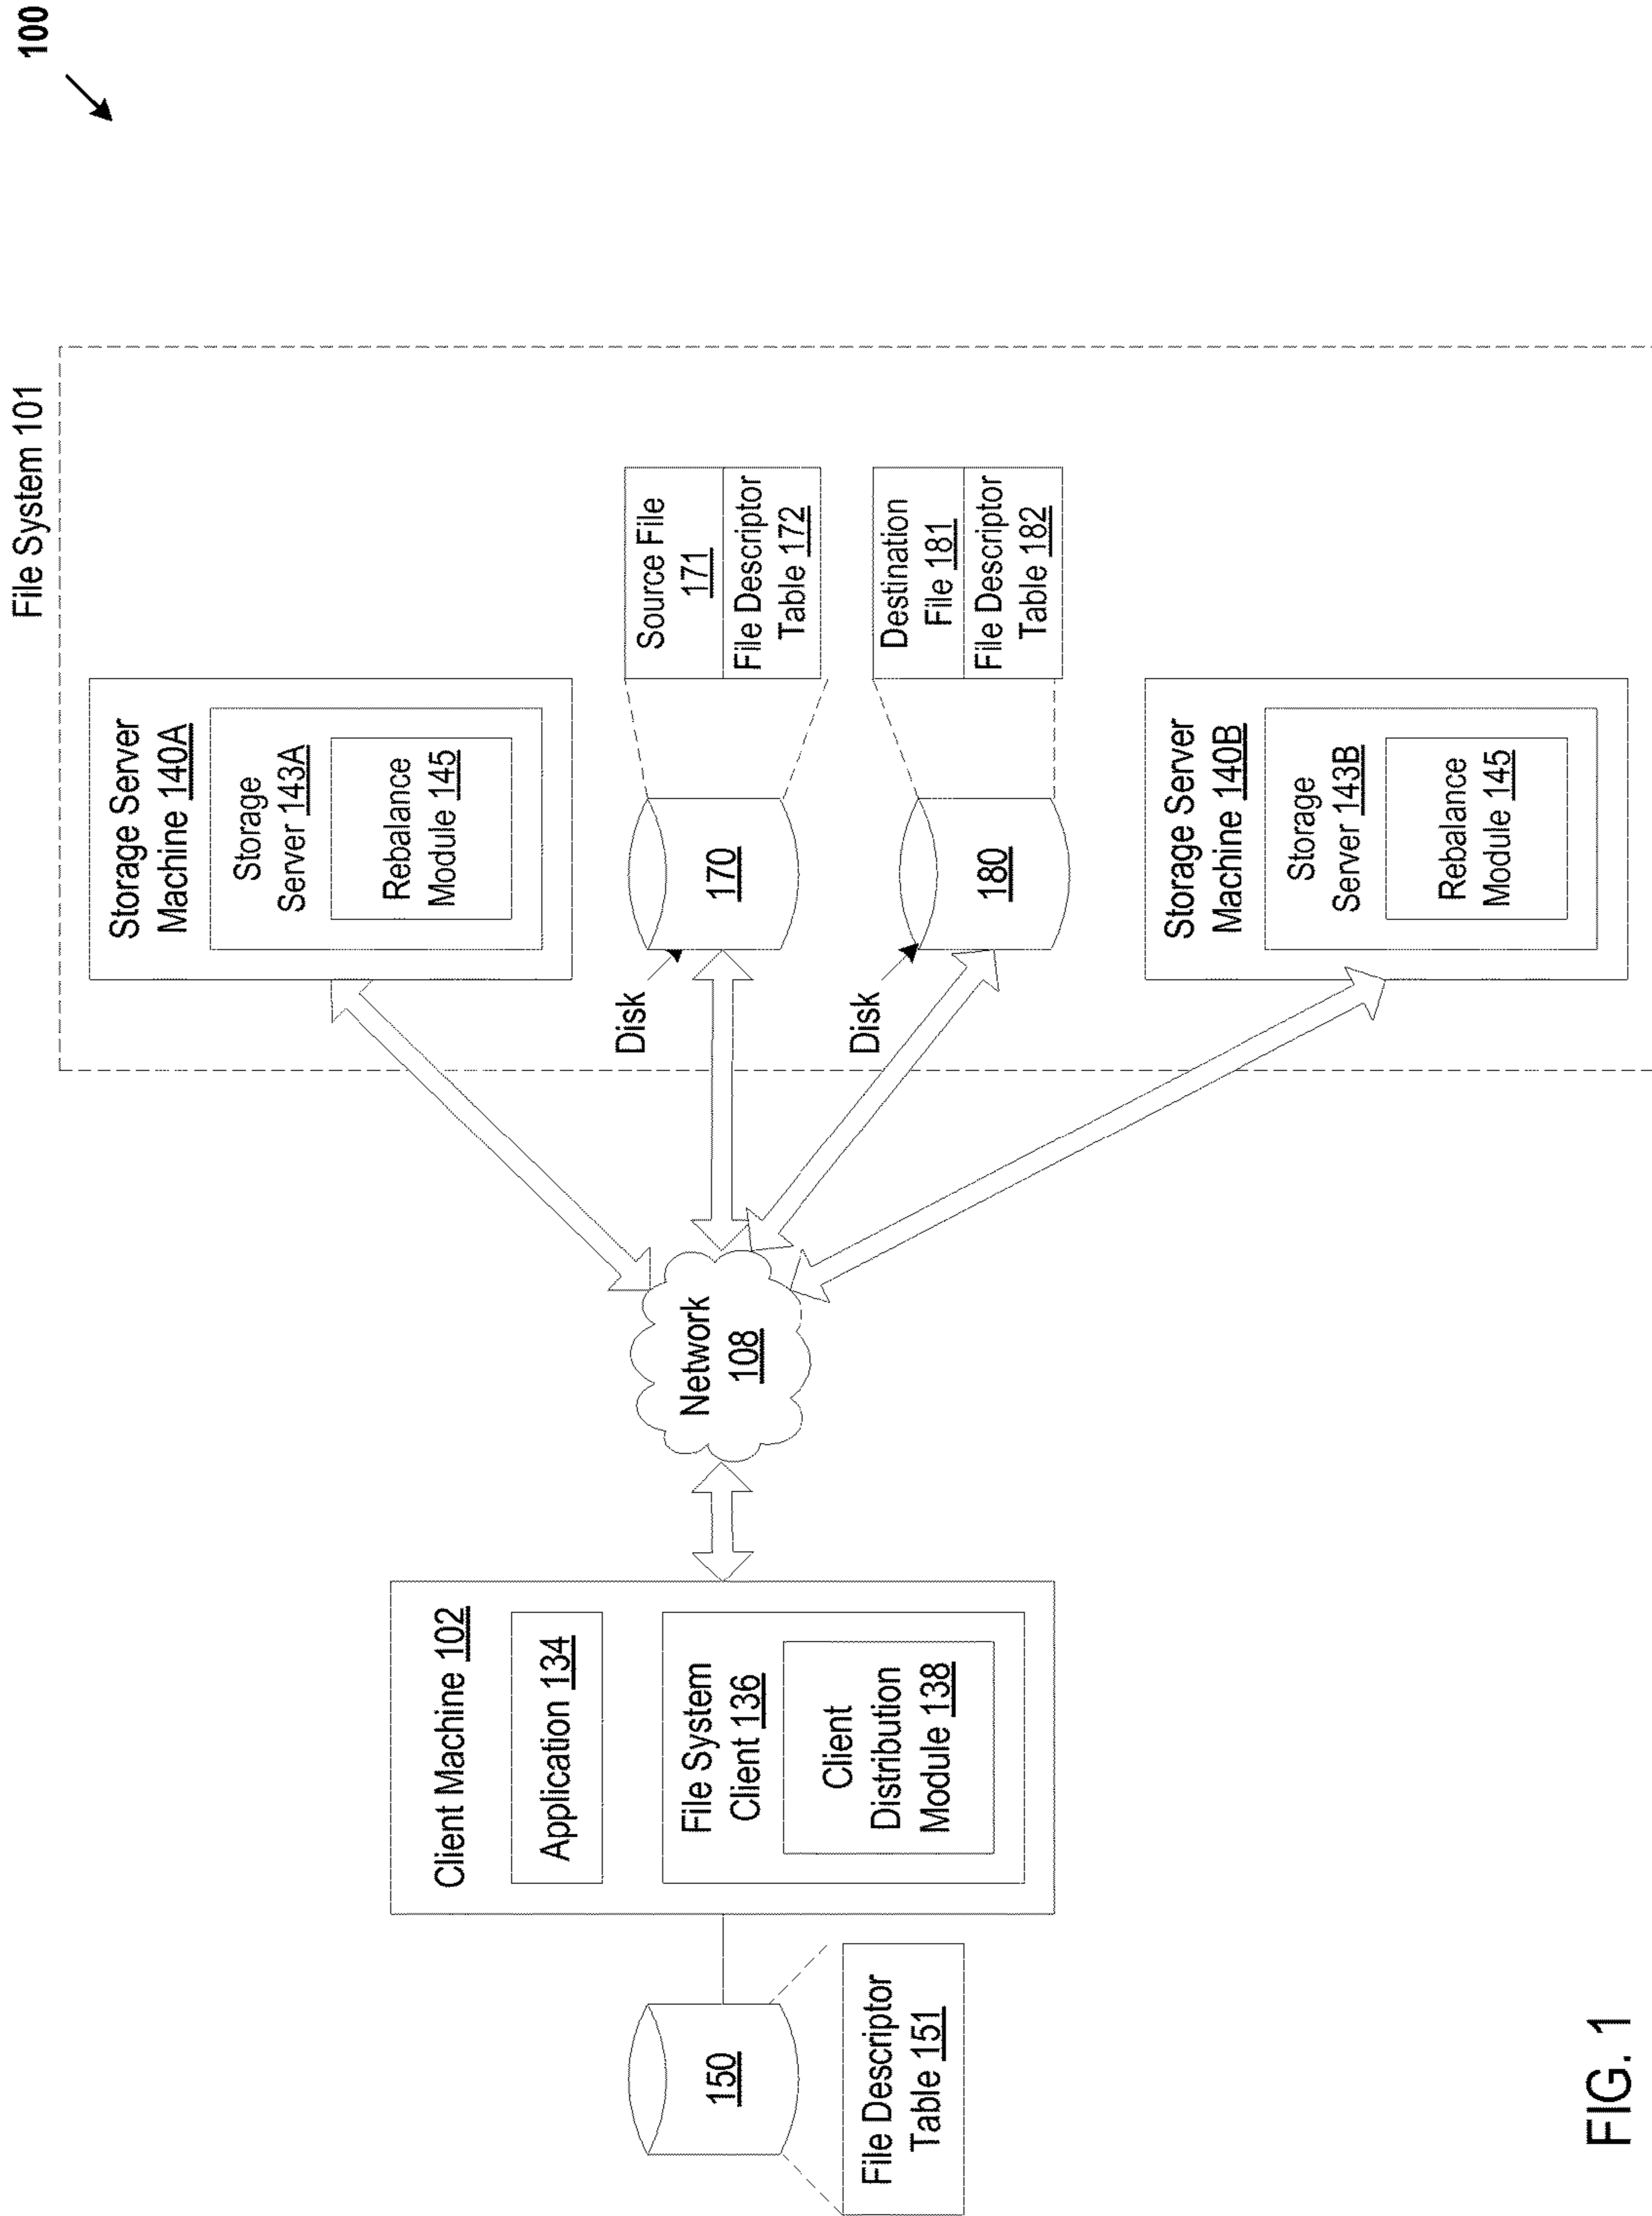 100
File System 101
Storage Server
Machine 140A
Storage
Server 143A
Rebalance
Module 145
Disk
170
Source File
171
File Descriptor
Table 172
Disk
180
Destination
File 181
File Descriptor
Table 182
Storage Server
Machine 140B
Storage
Server 143B
Rebalance
Module 145
Network
108
Client Machine 102
Application 134
File System
Client 136
Client
Distribution
Module 138
150
File Descriptor
Table 151
FIG. 1